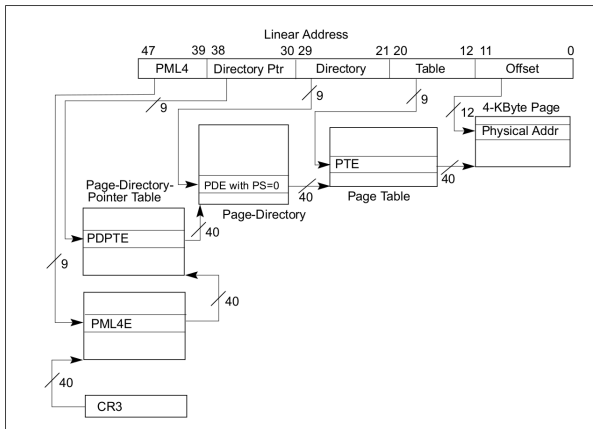 Linear Address
47 39 38 30 29 21 20 12 11 0
PML4 Directory Ptr Directory Table Offset
9 9 9 12 4-KByte Page
Physical Addr
PTE
PDE with PS=0 40 40
Page-Directory-
Pointer Table
Page Table
Page-Directory
PDPTE 40
9
40
PML4E
40
CR3